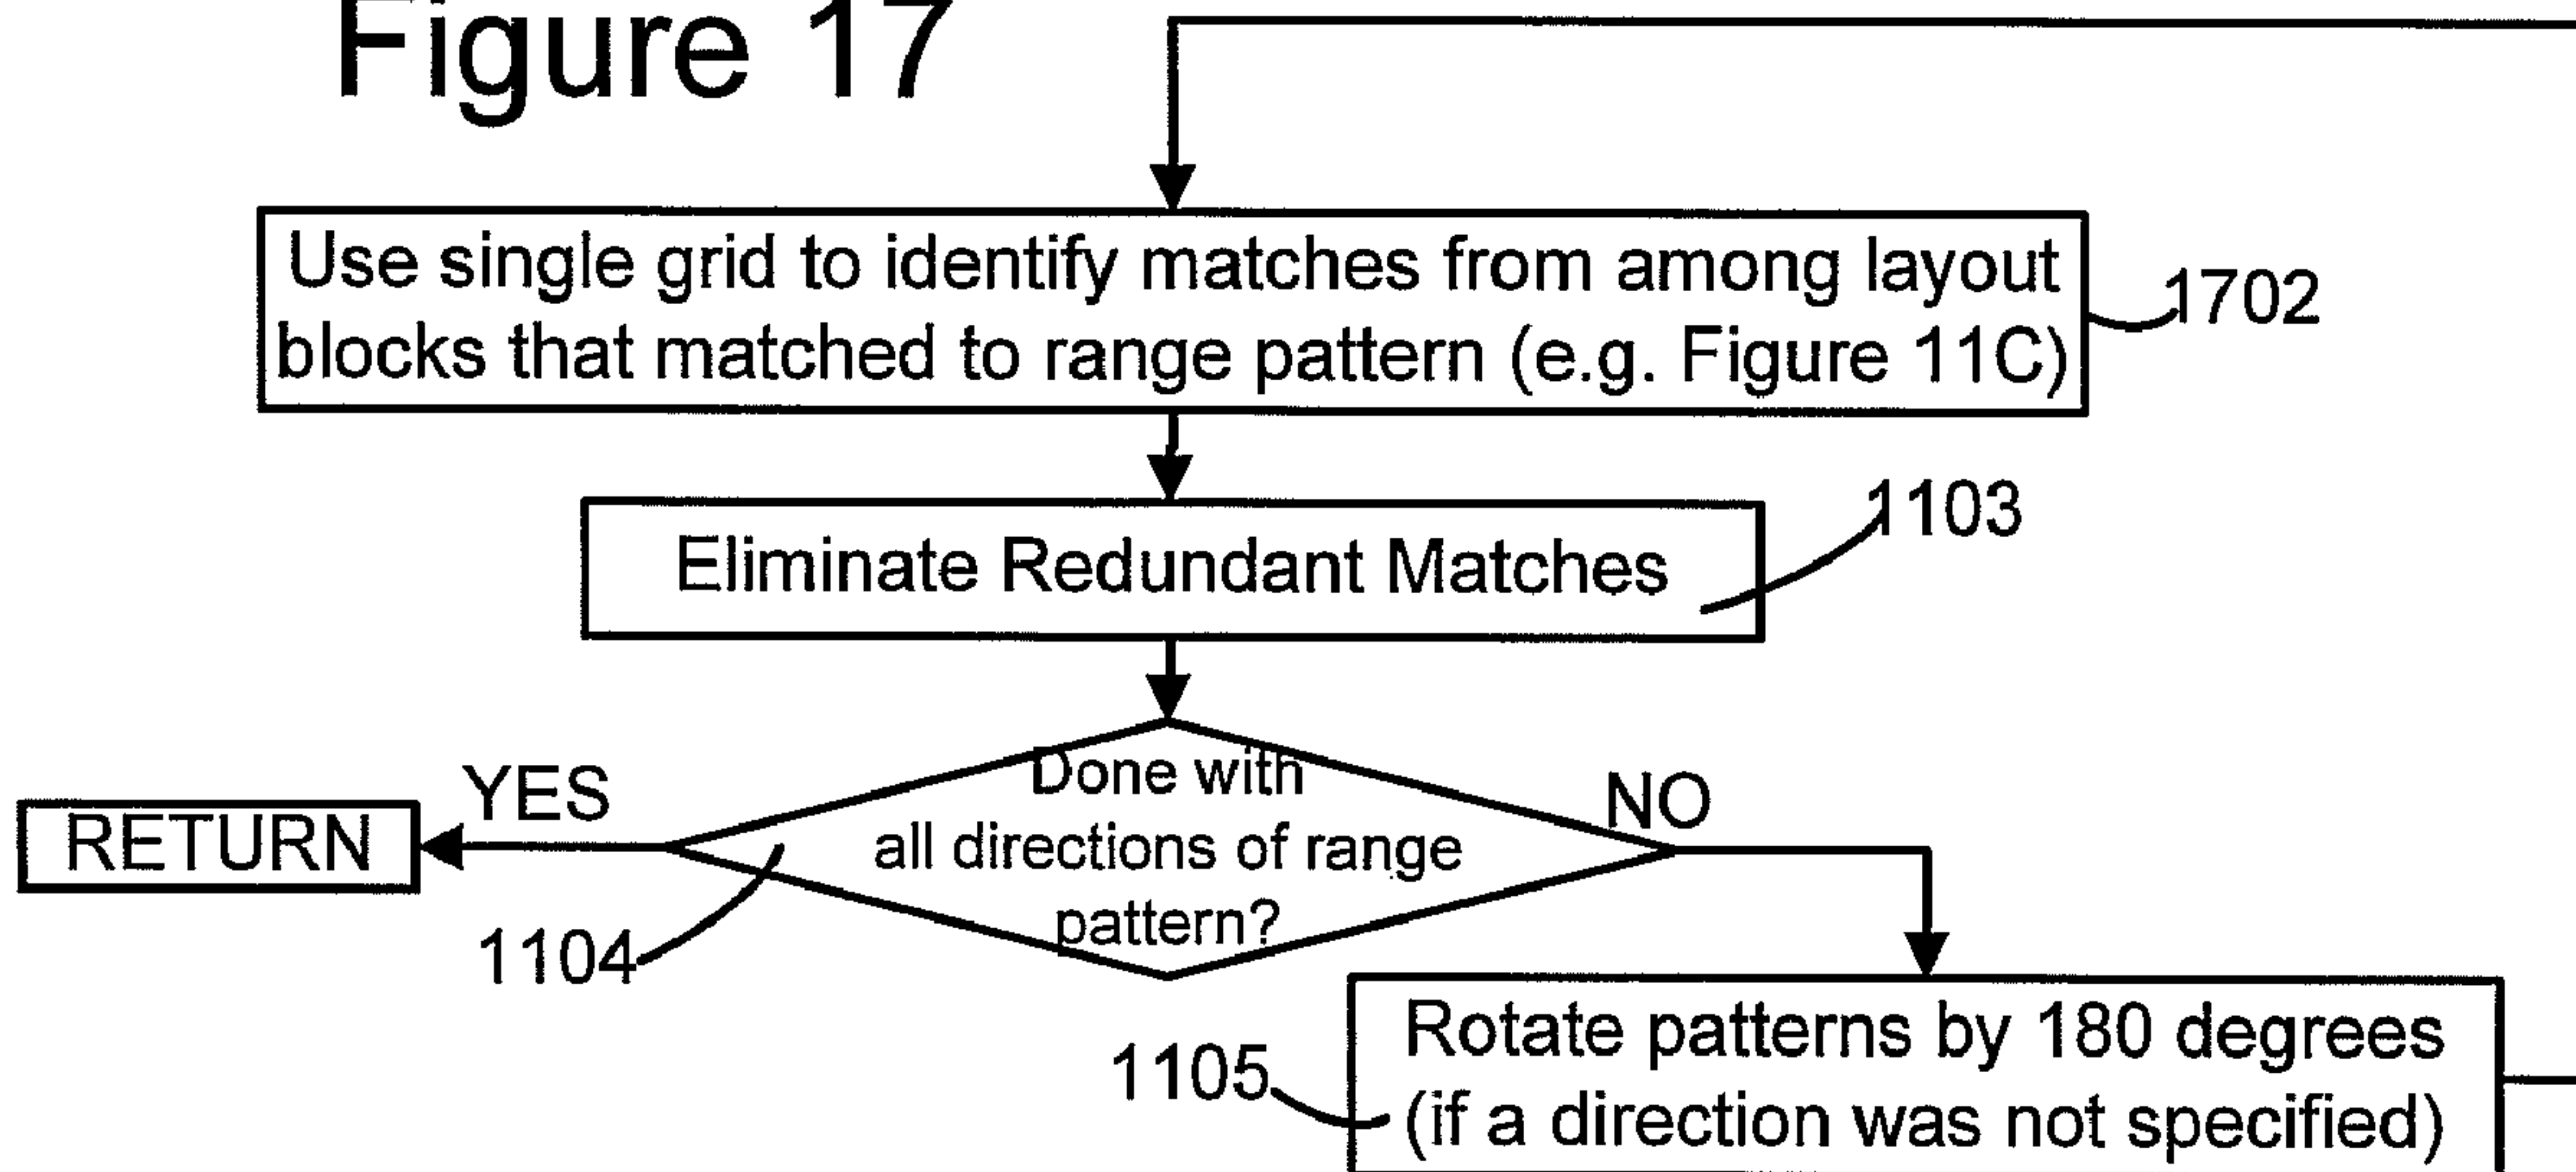 Figure 17
Use single grid to identify matches from among layout
blocks that matched to range pattern (e.g. Figure 11C)
1702
Eliminate Redundant Matches
1103
Done with
all directions of range
pattern?
YES
NO
RETURN
1104
Rotate patterns by 180 degrees
(if a direction was not specified)
1105